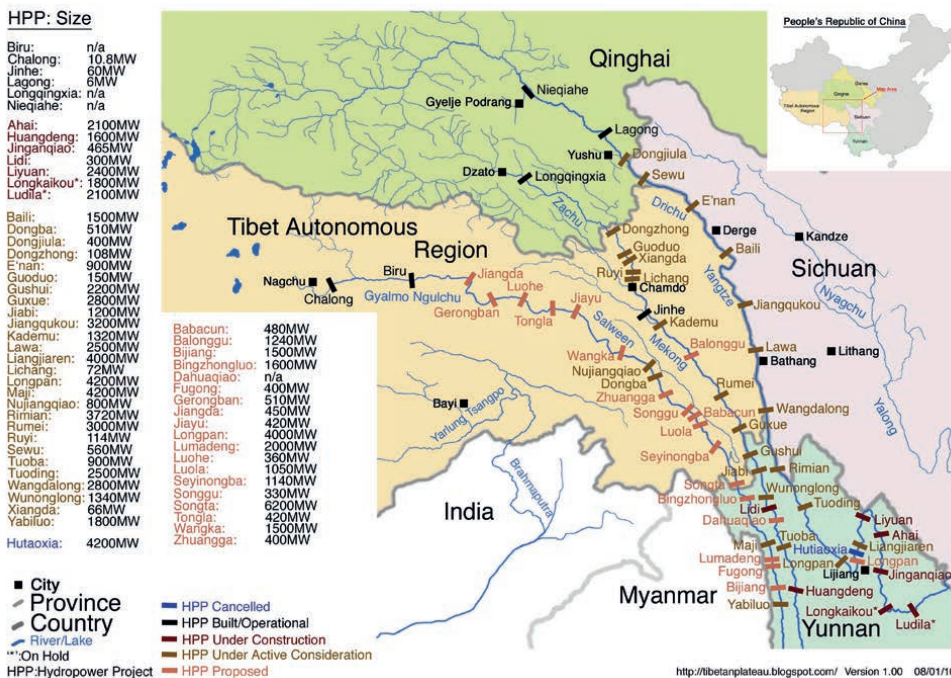 HPP: Size
Biru: n/a
Chalong: 10.8MW
Jinhe: 60MW
Lagong: 6MW
Longqingxia: n/a
Nieqiahe: n/a
Ahai: 2100MW
Huangdeng: 1600MW
Jinganqiao: 465MW
Lidi: 300MW
Liyuan: 2400MW
Longkaikou*: 1800MW
Ludila*: 2100MW
Baili: 1500MW
Dongba: 510MW
Dongjiula: 400MW
Dongzhong: 108MW
E'nan: 900MW
Guoduo: 150MW
Gushui: 2200MW
Guxue: 2800MW
Jiabi: 1200MW
Jiangqukou: 3200MW
Kademu: 1320MW
Lawa: 2500MW
Liangjiaren: 4000MW
Lichang: 72MW
Longpan: 4200MW
Maji: 4200MW
Nujiangqiao: 800MW
Rimian: 3720MW
Rumei: 3000MW
Ruyi: 114MW
Sewu: 560MW
Tuoba: 900MW
Tuoding: 2500MW
Wangdalong: 2800MW
Wunonglong: 1340MW
Xiangda: 66MW
Yabiluo: 1800MW
Hutaoxia: 4200MW
Babacun: 480MW
Balonggu: 1240MW
Bijiang: 1500MW
Bingzhongluo: 1600MW
Dahuaqiao: n/a
Fugong: 400MW
Gerongban: 510MW
Jiangda: 450MW
Jiayu: 420MW
Longpan: 4000MW
Lumadeng: 2000MW
Luohe: 360MW
Luola: 1050MW
Seyinongba: 1140MW
Songgu: 330MW
Songta: 6200MW
Tongla: 420MW
Wangka: 1500MW
Zhuangga: 400MW
City
Province
Country
River/Lake
'*':On Hold
HPP:Hydropower Project
HPP Cancelled
HPP Built/Operational
HPP Under Construction
HPP Under Active Consideration
HPP Proposed
People's Republic of China
Qinghai
Tibet Autonomous
Region
Map Area
Sichuan
Yunnan
Qinghai
Nieqiahe
Gyelje Podrang
Lagong
Yushu
Dongjiula
Dzato
Longqingxia
Sewu
Zachu
Drichu
E'nan
Tibet Autonomous
Region
Dongzhong
Derge
Kandze
Guoduo
Xiangda
Baili
Sichuan
Nagchu
Chalong
Biru
Gyalmo Ngulchu
Jiangda
Ruyi
Lichang
Chamdo
Yangtze
Nyagchu
Gerongban
Luohe
Tongla
Jiayu
Jinhe
Kademu
Jiangqukou
Salween
Mekong
Balonggu
Lawa
Bathang
Lithang
Wangka
Nujiangqiao
Dongba
Zhuangga
Rumei
Yalong
Bayi
Yarlung Tsangpo
Songgu
Babacun
Luola
Wangdalong
Guxue
Seyinongba
Gushui
Brahmaputra
India
Jiabi
Rimian
Songta
Bingzhongluo
Wunonglong
Tuoding
Lidi
Dahuaqiao
Liyuan
Ahai
Maji
Tuoba
Hutiaoxia
Liangjiaren
Lumadeng
Longpan
Longpan
Fugong
Lijiang
Jinganqiao
Myanmar
Bijiang
Huangdeng
Yabiluo
Longkaikou*
Ludila*
Yunnan
http://tibetanplateau.blogspot.com/ Version 1.00